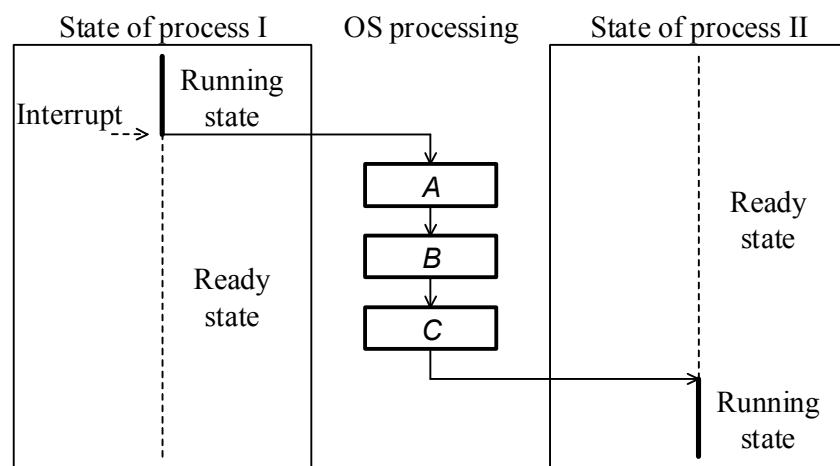 State of process I
OS processing
State of process II
Running
state
Interrupt
A
B
C
Ready
state
Ready
state
Running
state